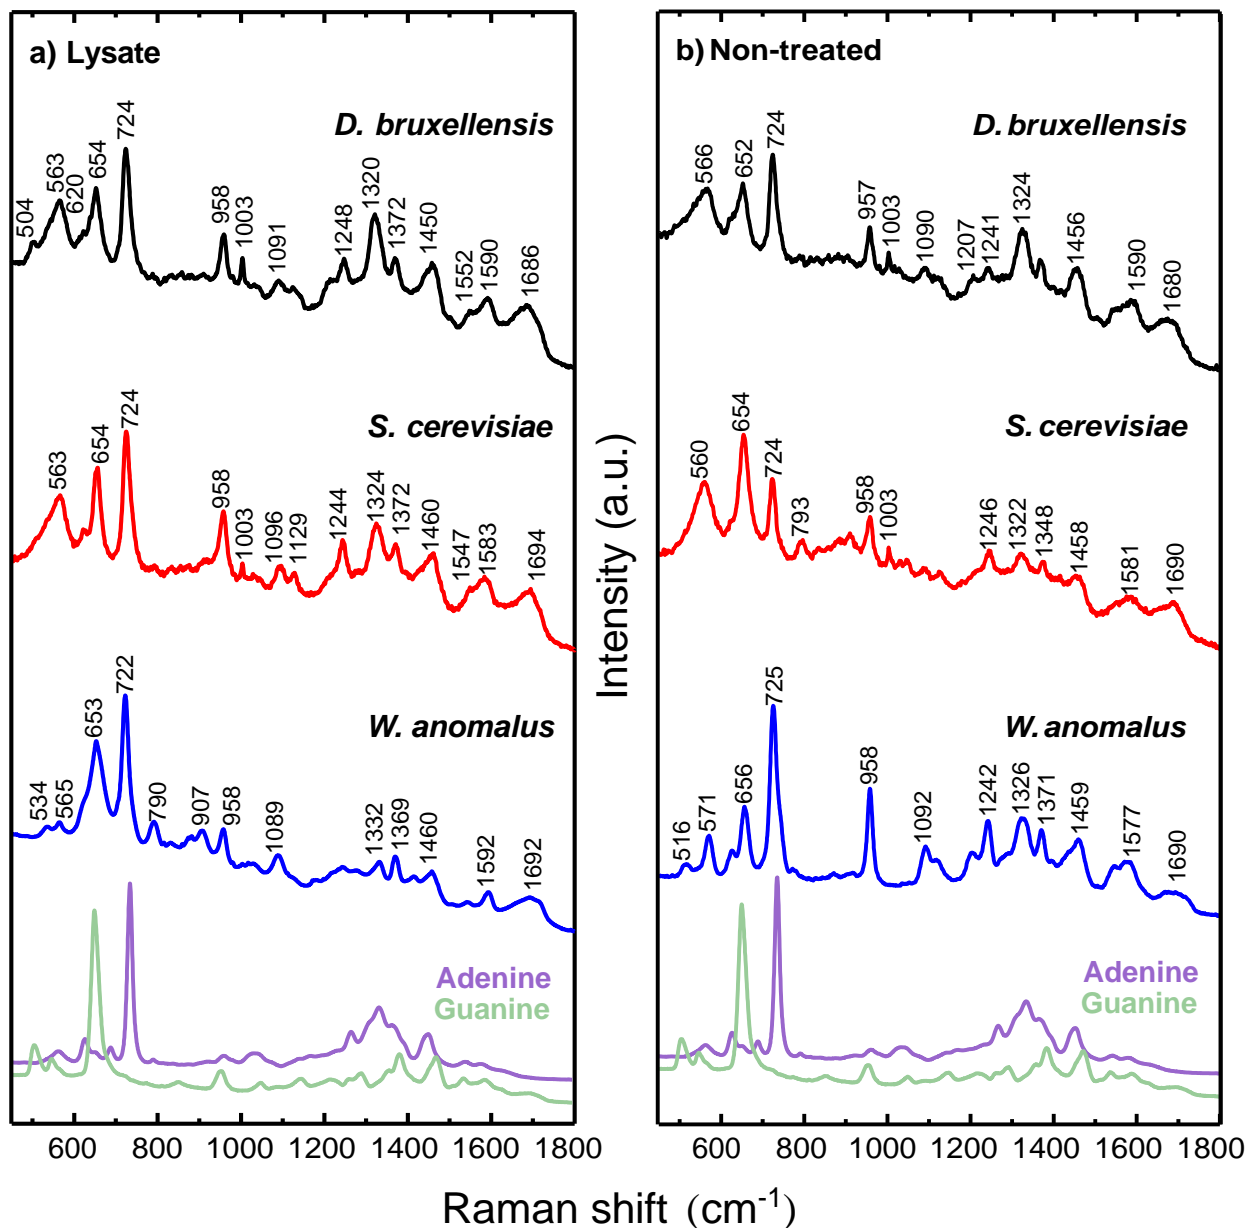 a) Lysate
D. bruxellensis
504 563 620 654 724 958 1003 1091 1248 1320 1372 1450 1552 1590 1686
S. cerevisiae
563 654 724 958 1003 1096 1129 1244 1324 1372 1460 1547 1583 1694
W. anomalus
534 565 653 722 790 907 958 1089 1332 1369 1460 1592 1692
Adenine
Guanine
600 800 1000 1200 1400 1600 1800
b) Non-treated
D. bruxellensis
566 652 724 957 1003 1090 1207 1241 1324 1456 1590 1680
S. cerevisiae
560 654 724 793 958 1003 1246 1322 1348 1458 1581 1690
W. anomalus
516 571 656 725 958 1092 1242 1326 1371 1459 1577 1690
Adenine
Guanine
600 800 1000 1200 1400 1600 1800
Intensity (a.u.)
Raman shift (cm⁻¹)